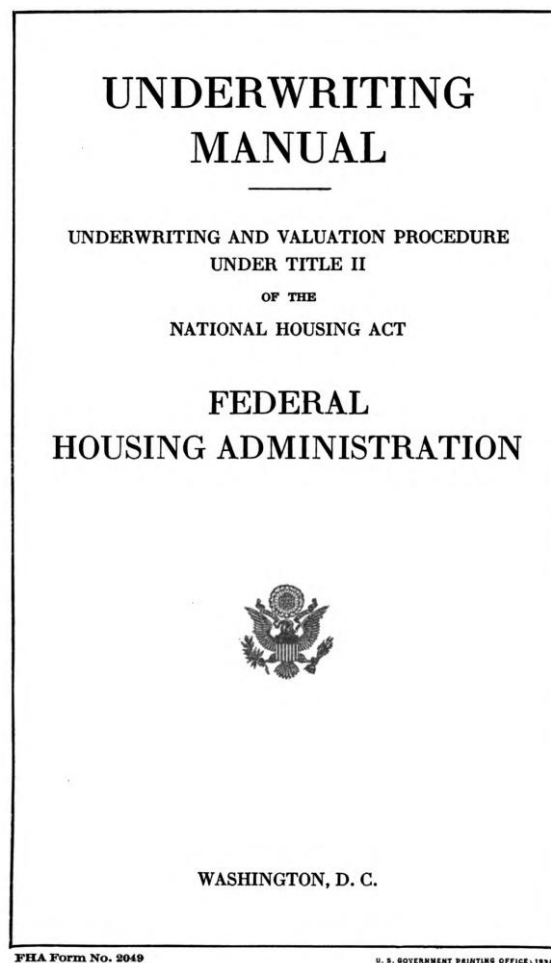 UNDERWRITING
MANUAL
UNDERWRITING AND VALUATION PROCEDURE
UNDER TITLE II
OF THE
NATIONAL HOUSING ACT
FEDERAL
HOUSING ADMINISTRATION
WASHINGTON, D. C.
FHA Form No. 2049
U. S. GOVERNMENT PRINTING OFFICE: